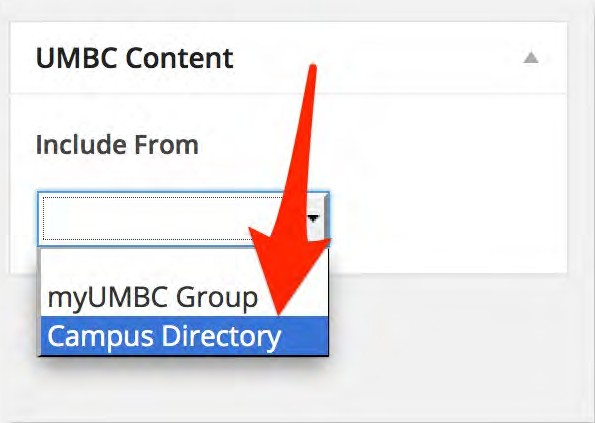 UMBC Content
Include From
myUMBC Group
Campus Directory